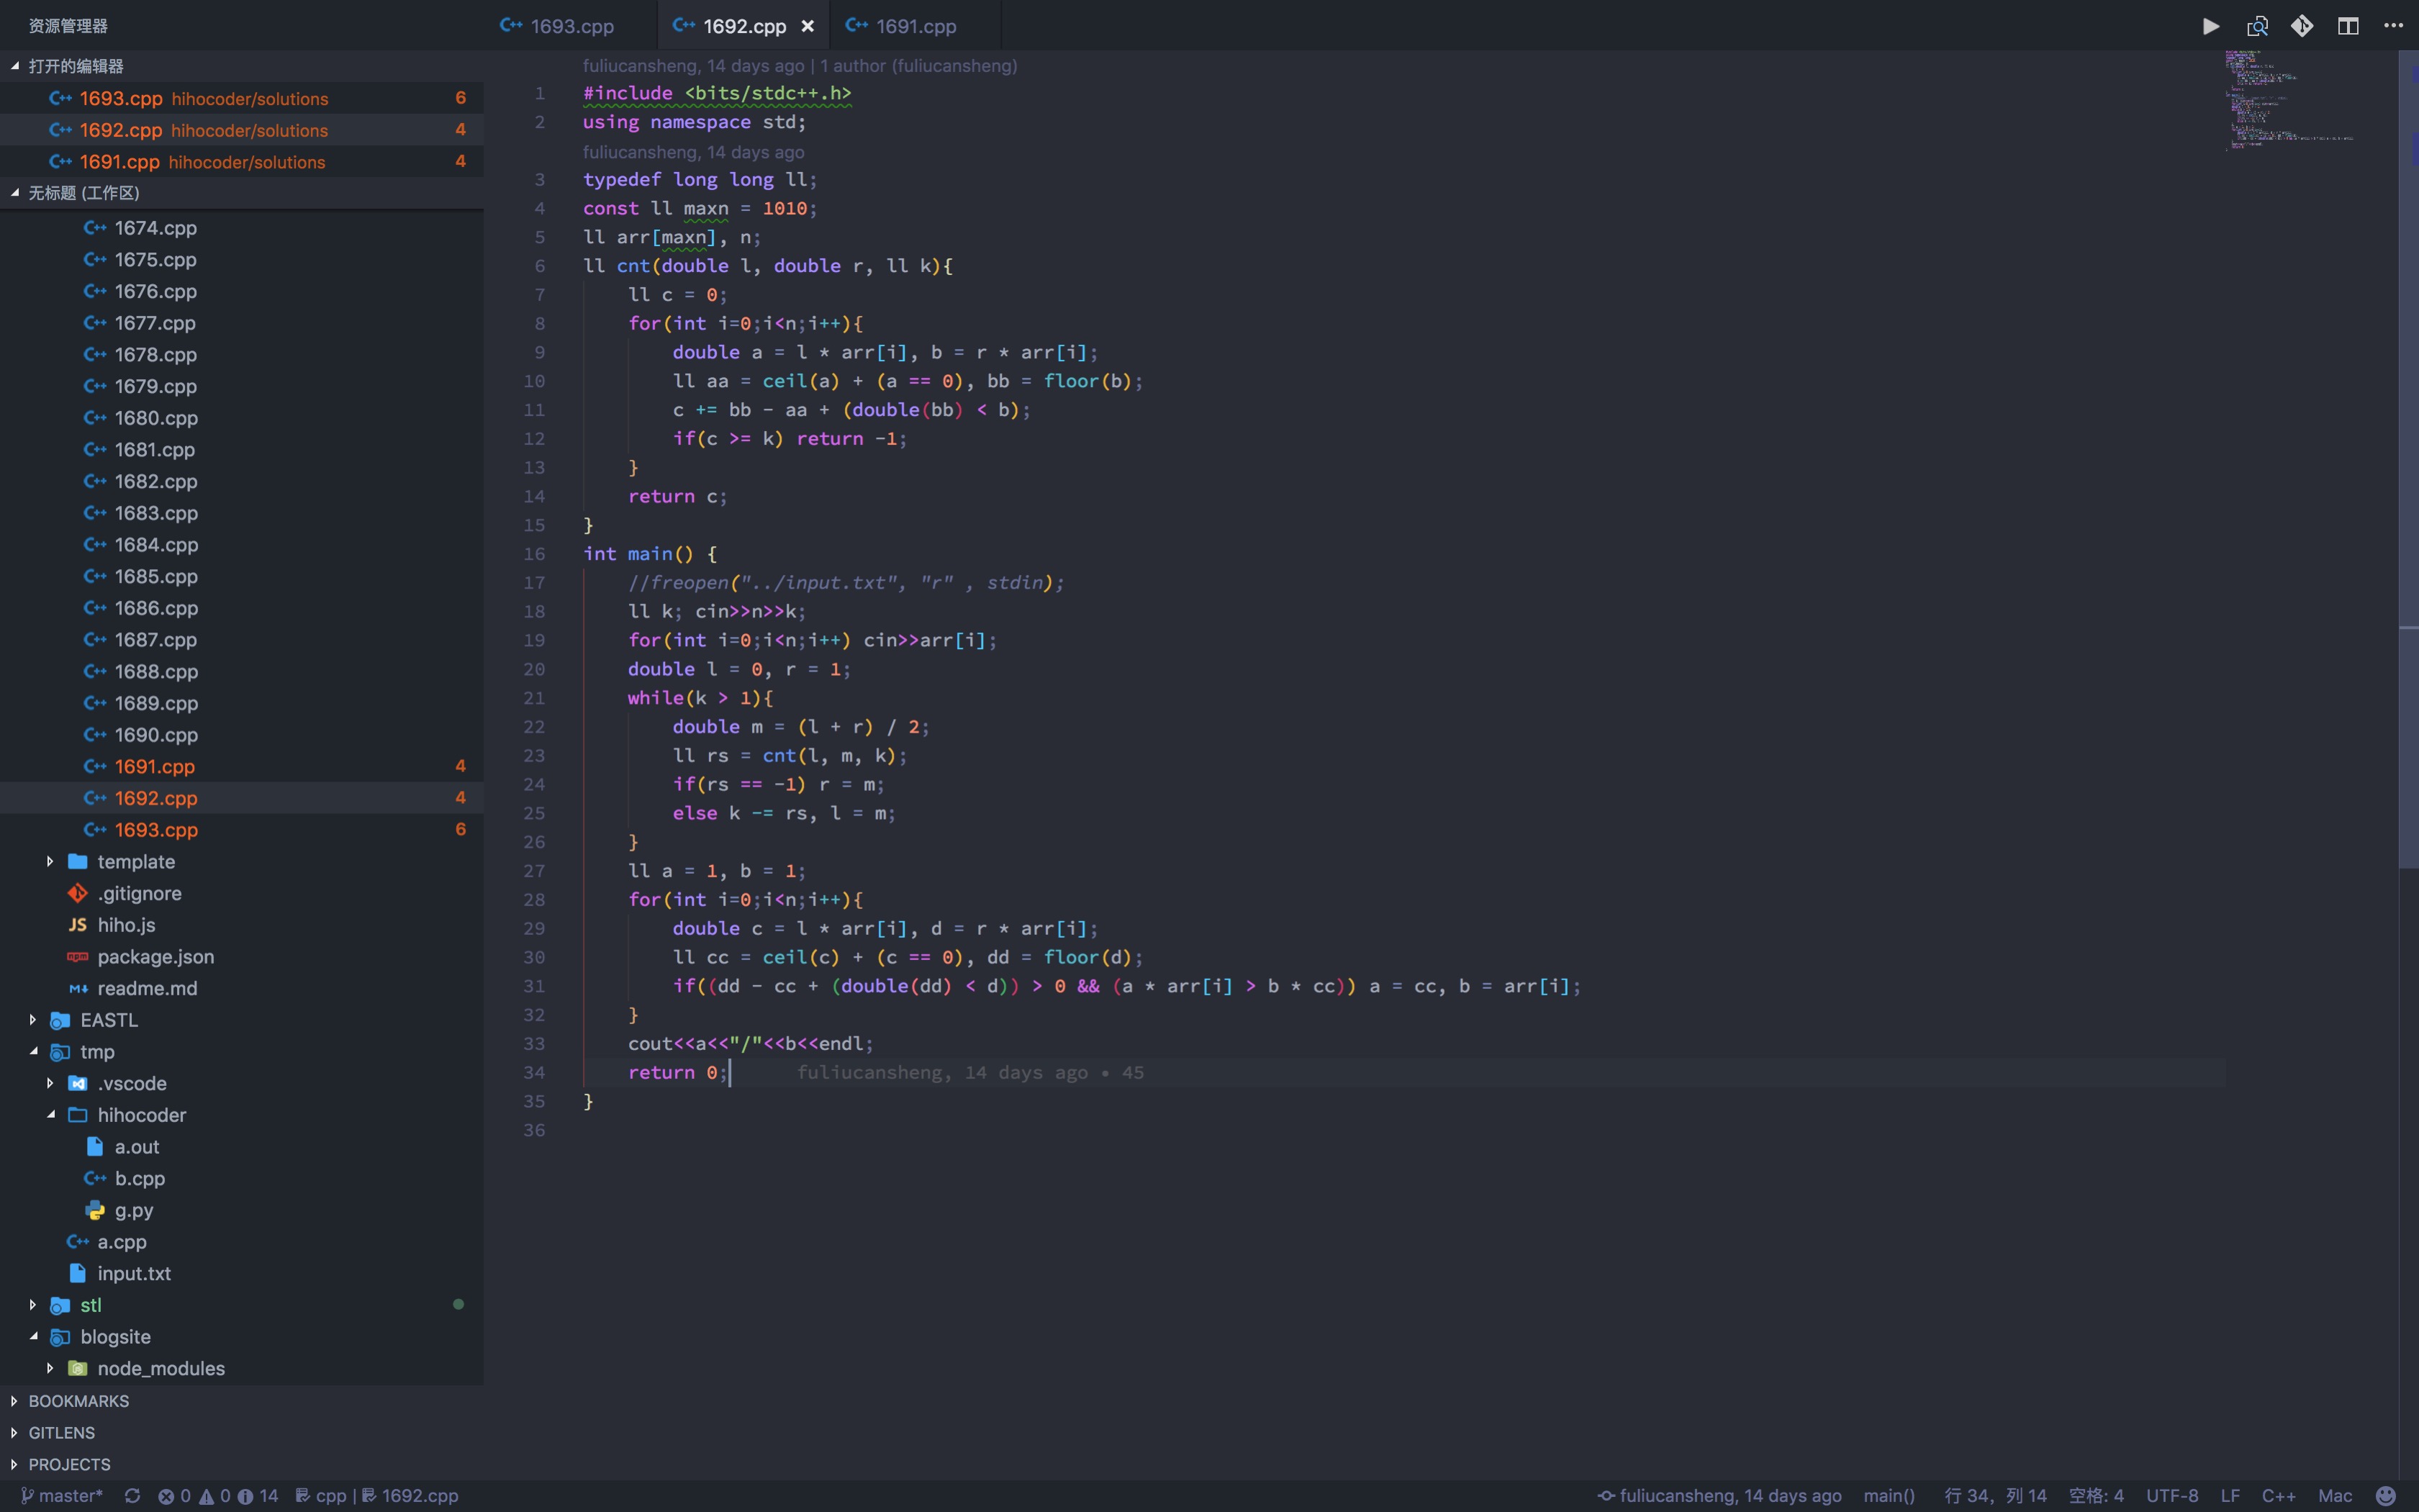 资源管理器
打开的编辑器
1693.cpp hihocoder/solutions 6
1692.cpp hihocoder/solutions 4
1691.cpp hihocoder/solutions 4
无标题 (工作区)
1674.cpp
1675.cpp
1676.cpp
1677.cpp
1678.cpp
1679.cpp
1680.cpp
1681.cpp
1682.cpp
1683.cpp
1684.cpp
1685.cpp
1686.cpp
1687.cpp
1688.cpp
1689.cpp
1690.cpp
1691.cpp 4
1692.cpp 4
1693.cpp 6
template
.gitignore
JS hiho.js
npm package.json
M↓ readme.md
EASTL
tmp
.vscode
hihocoder
a.out
b.cpp
g.py
a.cpp
input.txt
stl
blogsite
node_modules
BOOKMARKS
GITLENS
PROJECTS
1693.cpp 1692.cpp 1691.cpp
fuliucansheng, 14 days ago | 1 author (fuliucansheng)
1 #include <bits/stdc++.h>
2 using namespace std;
fuliucansheng, 14 days ago
3 typedef long long ll;
4 const ll maxn = 1010;
5 ll arr[maxn], n;
6 ll cnt(double l, double r, ll k){
7     ll c = 0;
8     for(int i=0;i<n;i++){
9         double a = l * arr[i], b = r * arr[i];
10         ll aa = ceil(a) + (a == 0), bb = floor(b);
11         c += bb - aa + (double(bb) < b);
12         if(c >= k) return -1;
13     }
14     return c;
15 }
16 int main() {
17     //freopen("../input.txt", "r" , stdin);
18     ll k; cin>>n>>k;
19     for(int i=0;i<n;i++) cin>>arr[i];
20     double l = 0, r = 1;
21     while(k > 1){
22         double m = (l + r) / 2;
23         ll rs = cnt(l, m, k);
24         if(rs == -1) r = m;
25         else k -= rs, l = m;
26     }
27     ll a = 1, b = 1;
28     for(int i=0;i<n;i++){
29         double c = l * arr[i], d = r * arr[i];
30         ll cc = ceil(c) + (c == 0), dd = floor(d);
31         if((dd - cc + (double(dd) < d)) > 0 && (a * arr[i] > b * cc)) a = cc, b = arr[i];
32     }
33     cout<<a<<"/"<<b<<endl;
34     return 0; fuliucansheng, 14 days ago • 45
35 }
36
master* 0 0 14 cpp | 1692.cpp fuliucansheng, 14 days ago main() 行 34，列 14 空格: 4 UTF-8 LF C++ Mac